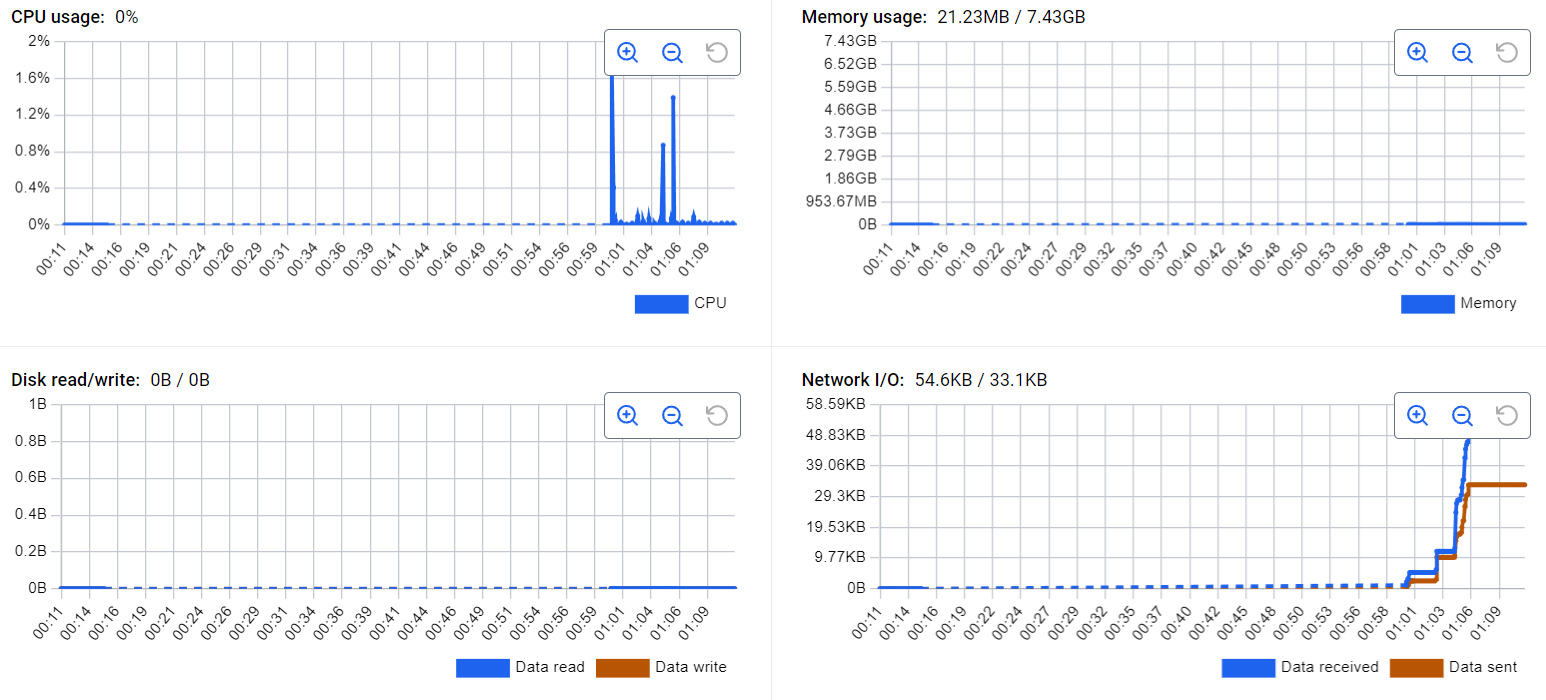 CPU usage: 0%
2%
1.6%
1.2%
0.8%
0.4%
0%
00:11 00:14 00:16 00:19 00:21 00:24 00:26 00:29 00:31 00:34 00:36 00:39 00:41 00:44 00:46 00:49 00:51 00:54 00:56 00:59 01:01 01:04 01:06 01:09
CPU
Memory usage: 21.23MB / 7.43GB
7.43GB
6.52GB
5.59GB
4.66GB
3.73GB
2.79GB
1.86GB
953.67MB
0B
00:11 00:14 00:16 00:19 00:22 00:24 00:27 00:29 00:32 00:35 00:37 00:40 00:42 00:45 00:48 00:50 00:53 00:55 00:58 01:01 01:03 01:06 01:09
Memory
Disk read/write: 0B / 0B
1B
0.8B
0.6B
0.4B
0.2B
0B
00:11 00:14 00:16 00:19 00:21 00:24 00:26 00:29 00:31 00:34 00:36 00:39 00:41 00:44 00:46 00:49 00:51 00:54 00:56 00:59 01:01 01:04 01:06 01:09
Data read Data write
Network I/O: 54.6KB / 33.1KB
58.59KB
48.83KB
39.06KB
29.3KB
19.53KB
9.77KB
0B
00:11 00:14 00:16 00:19 00:22 00:24 00:27 00:29 00:32 00:35 00:37 00:40 00:42 00:45 00:48 00:50 00:53 00:55 00:58 01:01 01:03 01:06 01:09
Data received Data sent